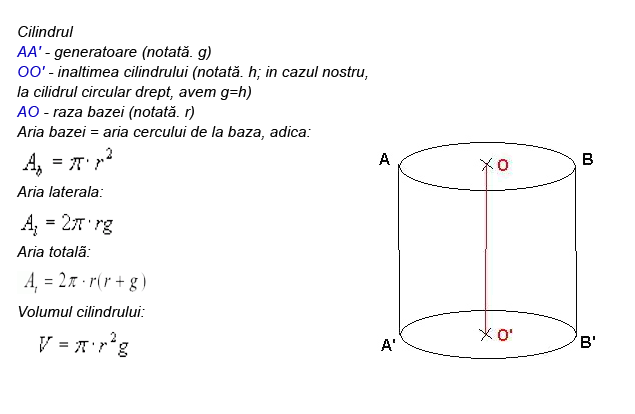 Cilindrul
AA' - generatoare (notată. g)
OO' - inaltimea cilindrului (notată. h; in cazul nostru,
la cilidrul circular drept, avem g=h)
AO - raza bazei (notată. r)
Aria bazei = aria cercului de la baza, adica:
A_b = π· r²
Aria laterala:
A_l = 2π· rg
Aria totalã:
A_t = 2π · r(r + g)
Volumul cilindrului:
V = π· r² g
A
O
B
A'
O'
B'